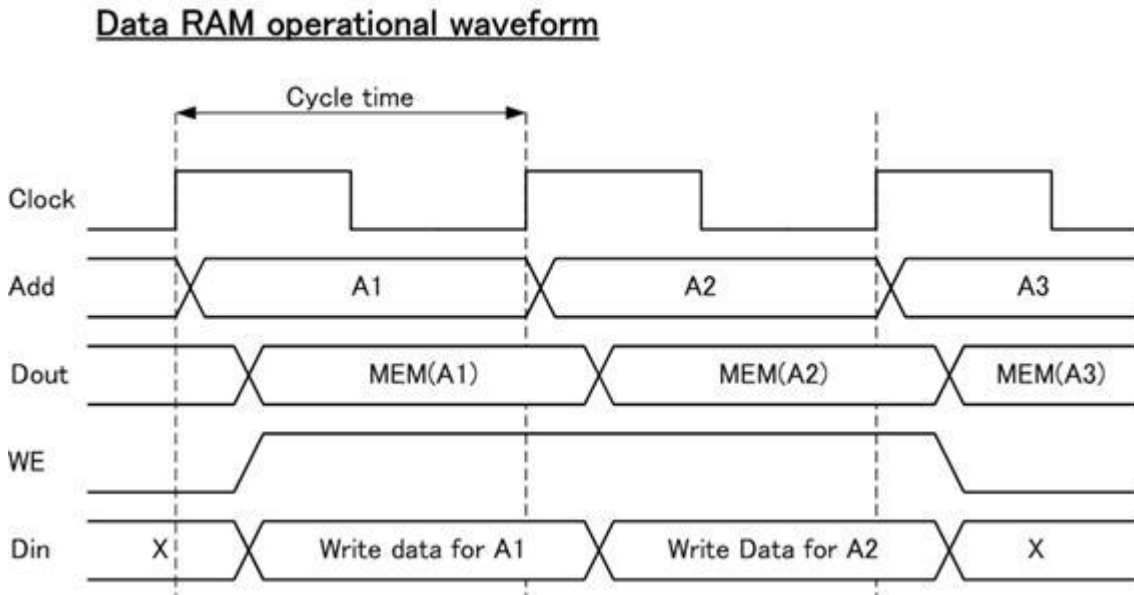 Data RAM operational waveform
Cycle time
Clock
Add A1 A2 A3
Dout MEM(A1) MEM(A2) MEM(A3)
WE
Din X Write data for A1 Write Data for A2 X